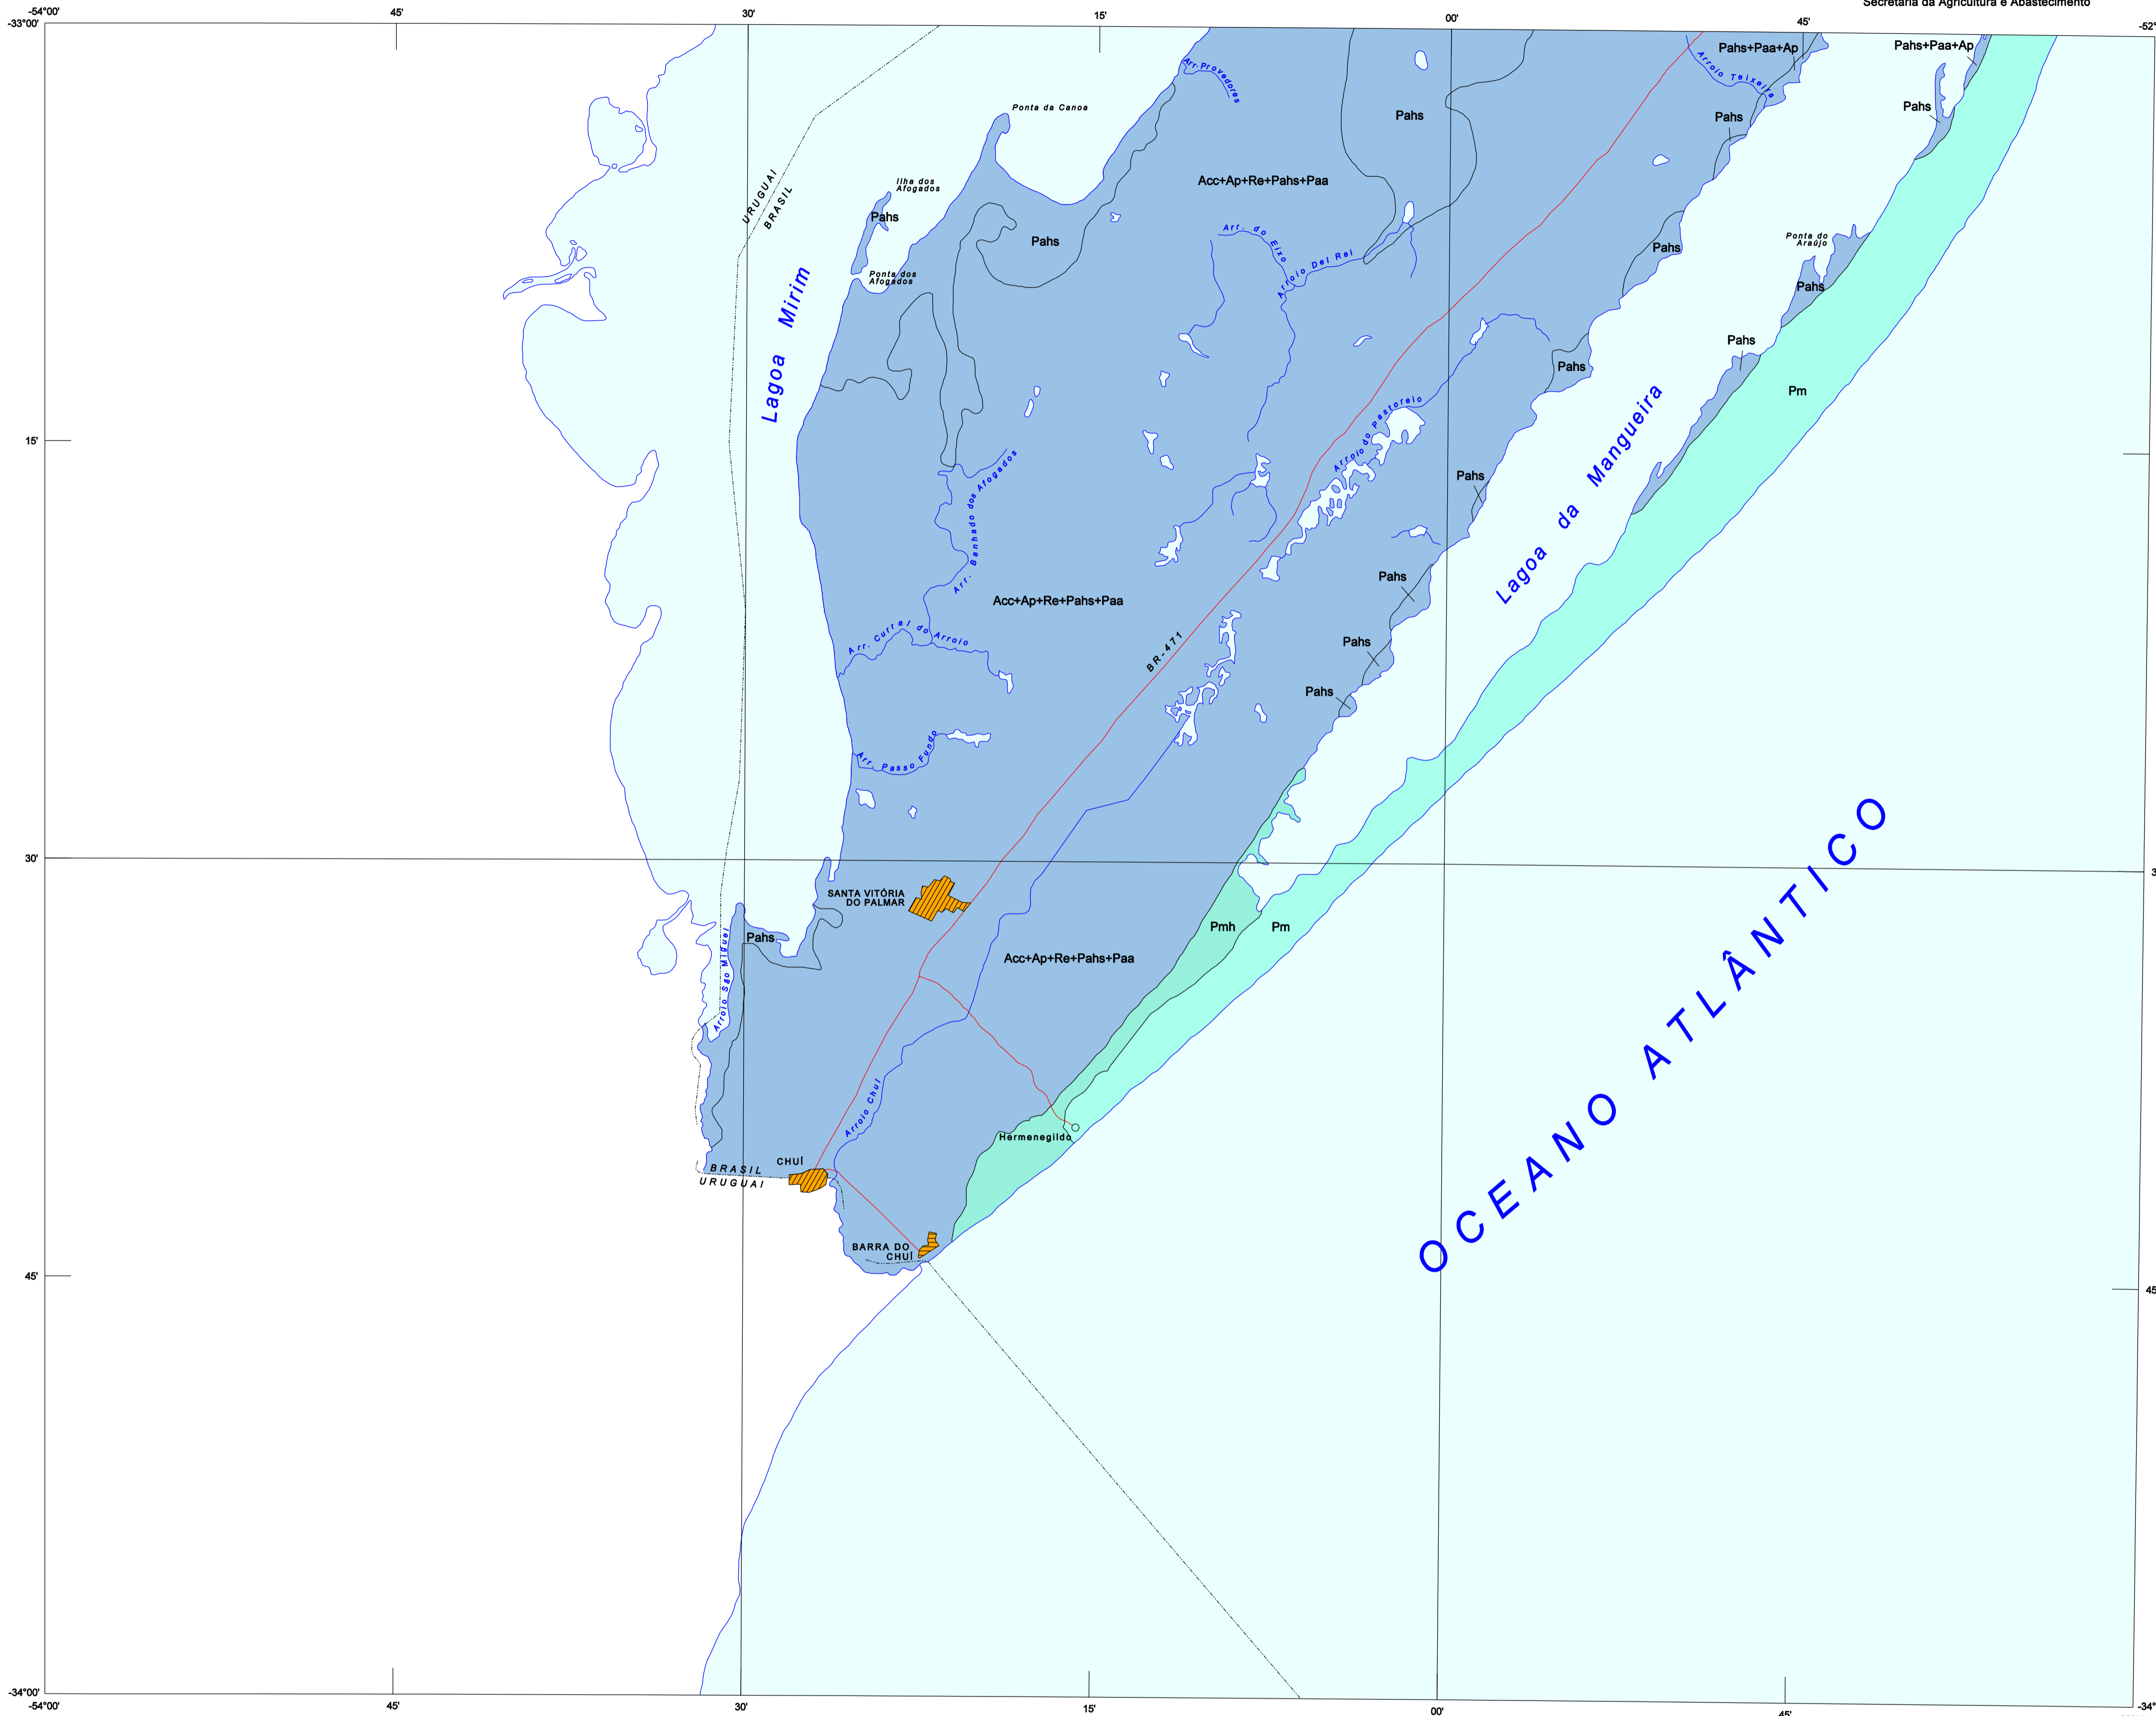 Secretaria da Agricultura e Abastecimento
-54°00'
45'
30'
15'
00'
45'
-52°
-33°00'
Pahs+Paa+Ap
Pahs+Paa+Ap
Arroio Teixeira
Arr. Provedores
Ponta da Canoa
Pahs
Pahs
Pahs
URUGUAI
BRASIL
Ilha dos
Afogados
Acc+Ap+Re+Pahs+Paa
Pahs
Pahs
Arr. do Eixo
Arroio Del Rei
Pahs
Ponta do
Araújo
Ponta dos
Afogados
Pahs
Lagoa Mirim
Pahs
Pahs
Pm
Arroio do Pastoreio
15'
Lagoa da Mangueira
Pahs
Arr. Banhado dos Afogados
Pahs
Acc+Ap+Re+Pahs+Paa
Arr. Curral do Arroio
BR-471
Pahs
Pahs
Arr. Passo Fundo
30'
3
SANTA VITÓRIA
DO PALMAR
Pahs
Pmh
Pm
Arroio São Miguel
Acc+Ap+Re+Pahs+Paa
OCEANO ATLÂNTICO
Arroio Chuí
Hermenegildo
CHUÍ
BRASIL
URUGUAI
BARRA DO
CHUÍ
45'
45
-34°00'
-34°
-54°00'
45'
30'
15'
00'
45'